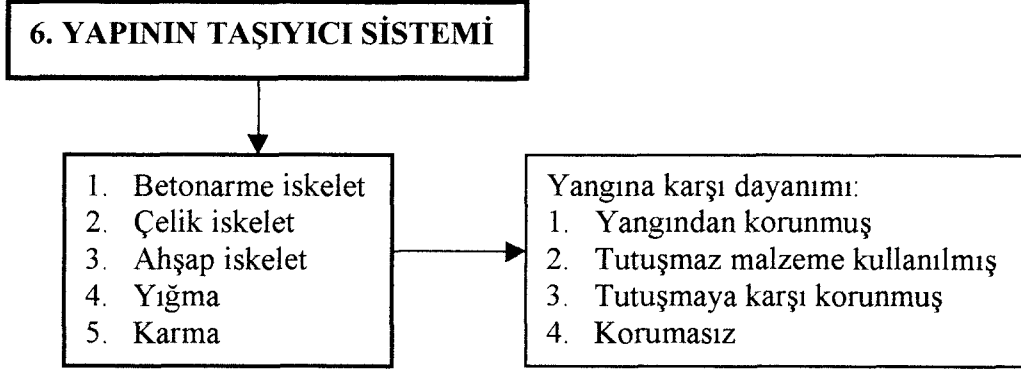 6. YAPININ TAŞIYICI SİSTEMİ
1. Betonarme iskelet
2. Çelik iskelet
3. Ahşap iskelet
4. Yığma
5. Karma
Yangına karşı dayanımı:
1. Yangından korunmuş
2. Tutuşmaz malzeme kullanılmış
3. Tutuşmaya karşı korunmuş
4. Korumasız